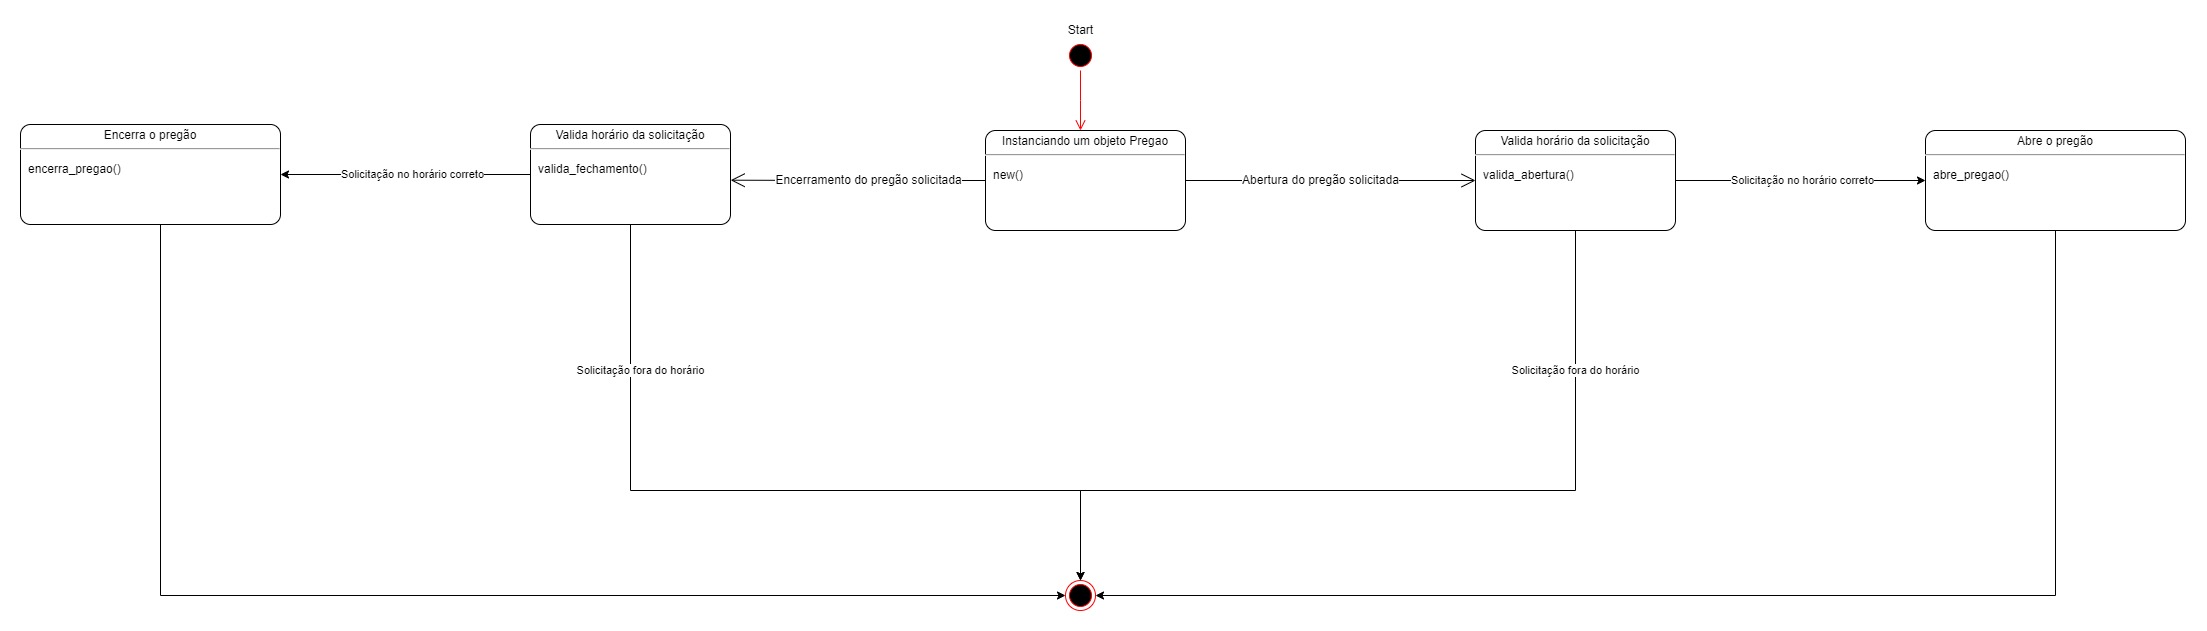 Start
Encerra o pregão
encerra_pregao()
Solicitação no horário correto
Valida horário da solicitação
valida_fechamento()
Encerramento do pregão solicitada
Instanciando um objeto Pregao
new()
Abertura do pregão solicitada
Valida horário da solicitação
valida_abertura()
Solicitação no horário correto
Abre o pregão
abre_pregao()
Solicitação fora do horário
Solicitação fora do horário